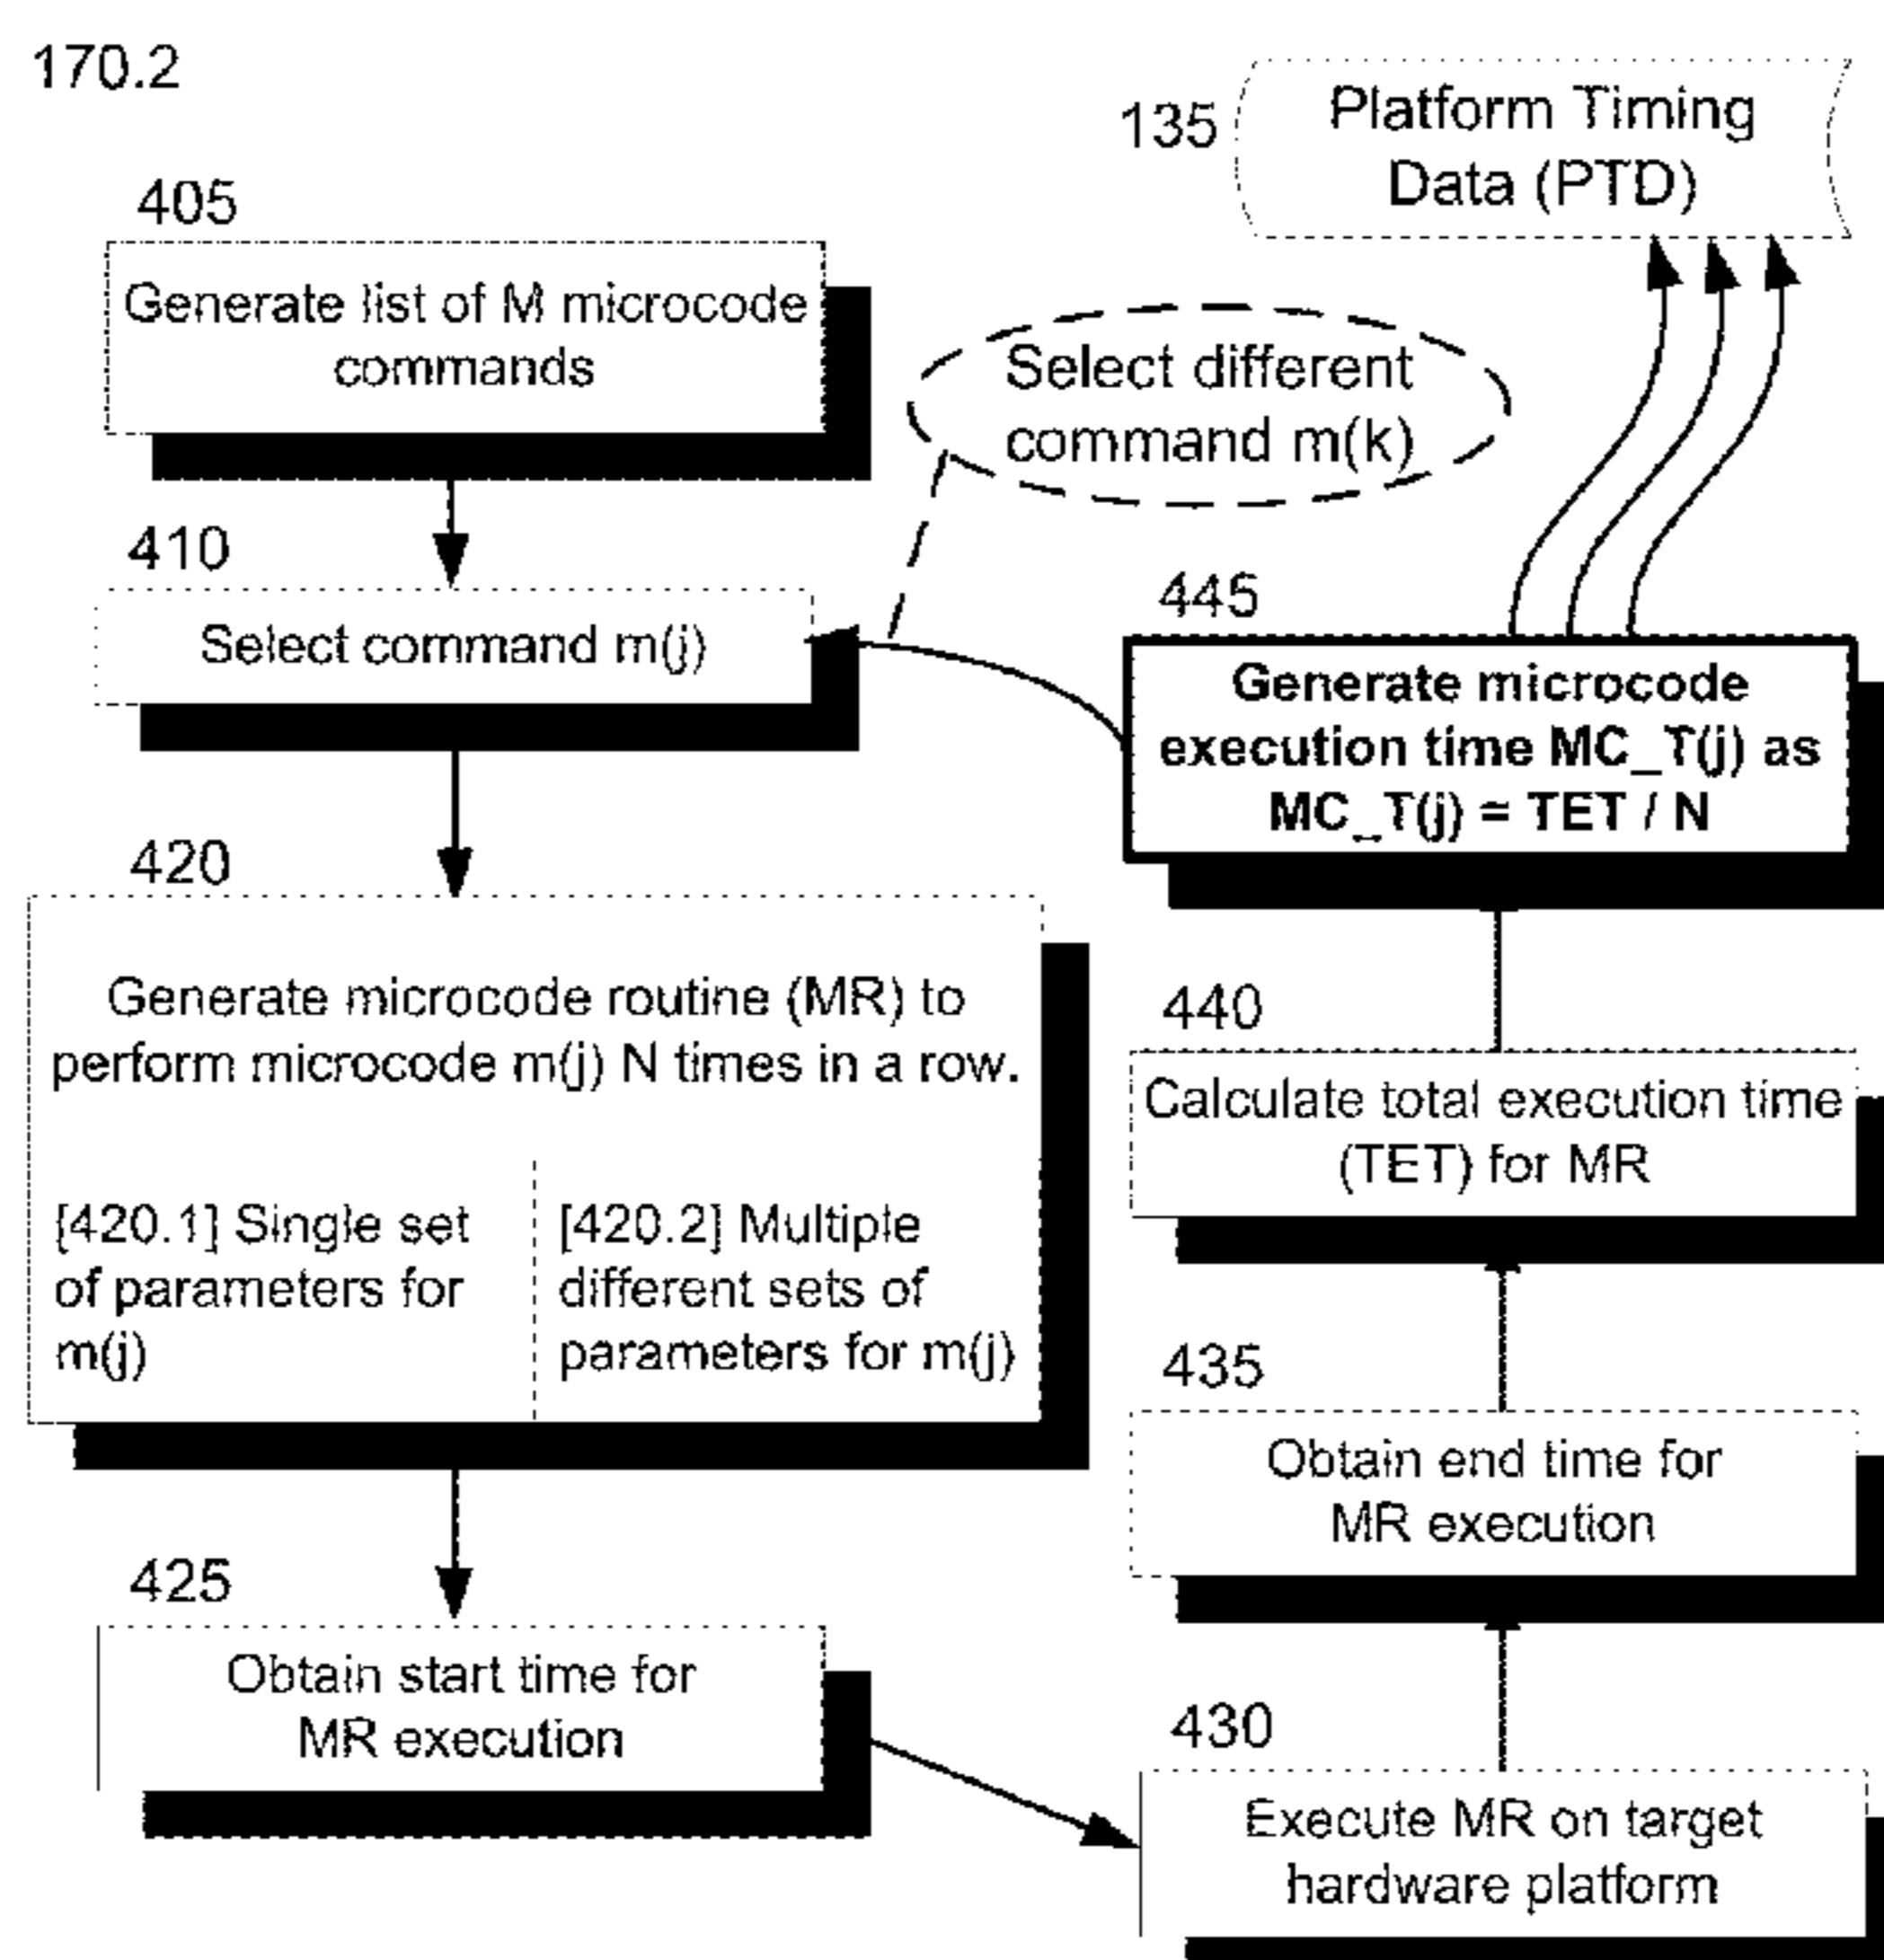 170.2
135
Platform Timing
Data (PTD)
405
Generate list of M microcode
commands
Select different
command m(k)
410
Select command m(j)
445
Generate microcode
execution time MC_T(j) as
MC_T(j) = TET / N
420
Generate microcode routine (MR) to
perform microcode m(j) N times in a row.
[420.1] Single set
of parameters for
m(j)
[420.2] Multiple
different sets of
parameters for m(j)
440
Calculate total execution time
(TET) for MR
435
Obtain end time for
MR execution
425
Obtain start time for
MR execution
430
Execute MR on target
hardware platform